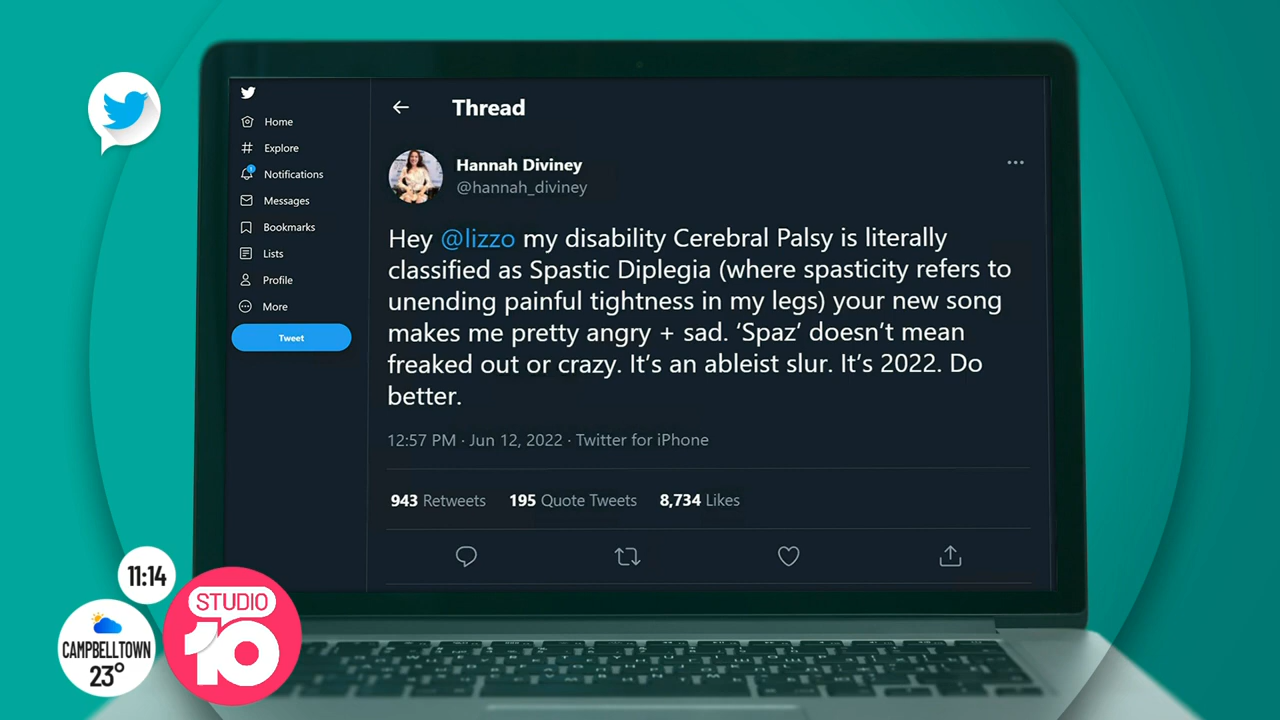 Home
Explore
Notifications
Messages
Bookmarks
Lists
Profile
More
Tweet
Thread
Hannah Diviney
@hannah_diviney
Hey @lizzo my disability Cerebral Palsy is literally
classified as Spastic Diplegia (where spasticity refers to
unending painful tightness in my legs) your new song
makes me pretty angry + sad. ‘Spaz’ doesn’t mean
freaked out or crazy. It’s an ableist slur. It’s 2022. Do
better.
12:57 PM · Jun 12, 2022 · Twitter for iPhone
943 Retweets 195 Quote Tweets 8,734 Likes
11:14
CAMPBELLTOWN
23°
STUDIO
10